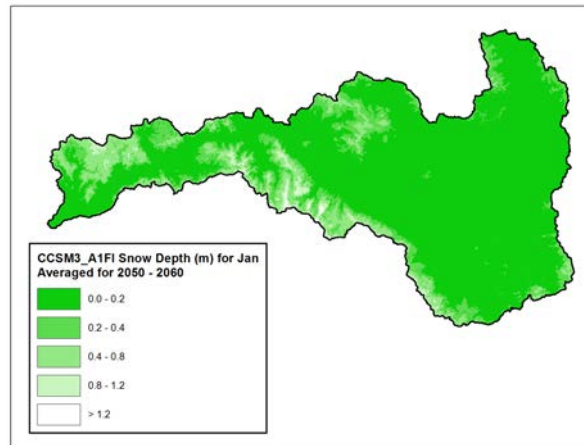 CCSM3_A1FI Snow Depth (m) for Jan
Averaged for 2050 - 2060
0.0 - 0.2
0.2 - 0.4
0.4 - 0.8
0.8 - 1.2
> 1.2